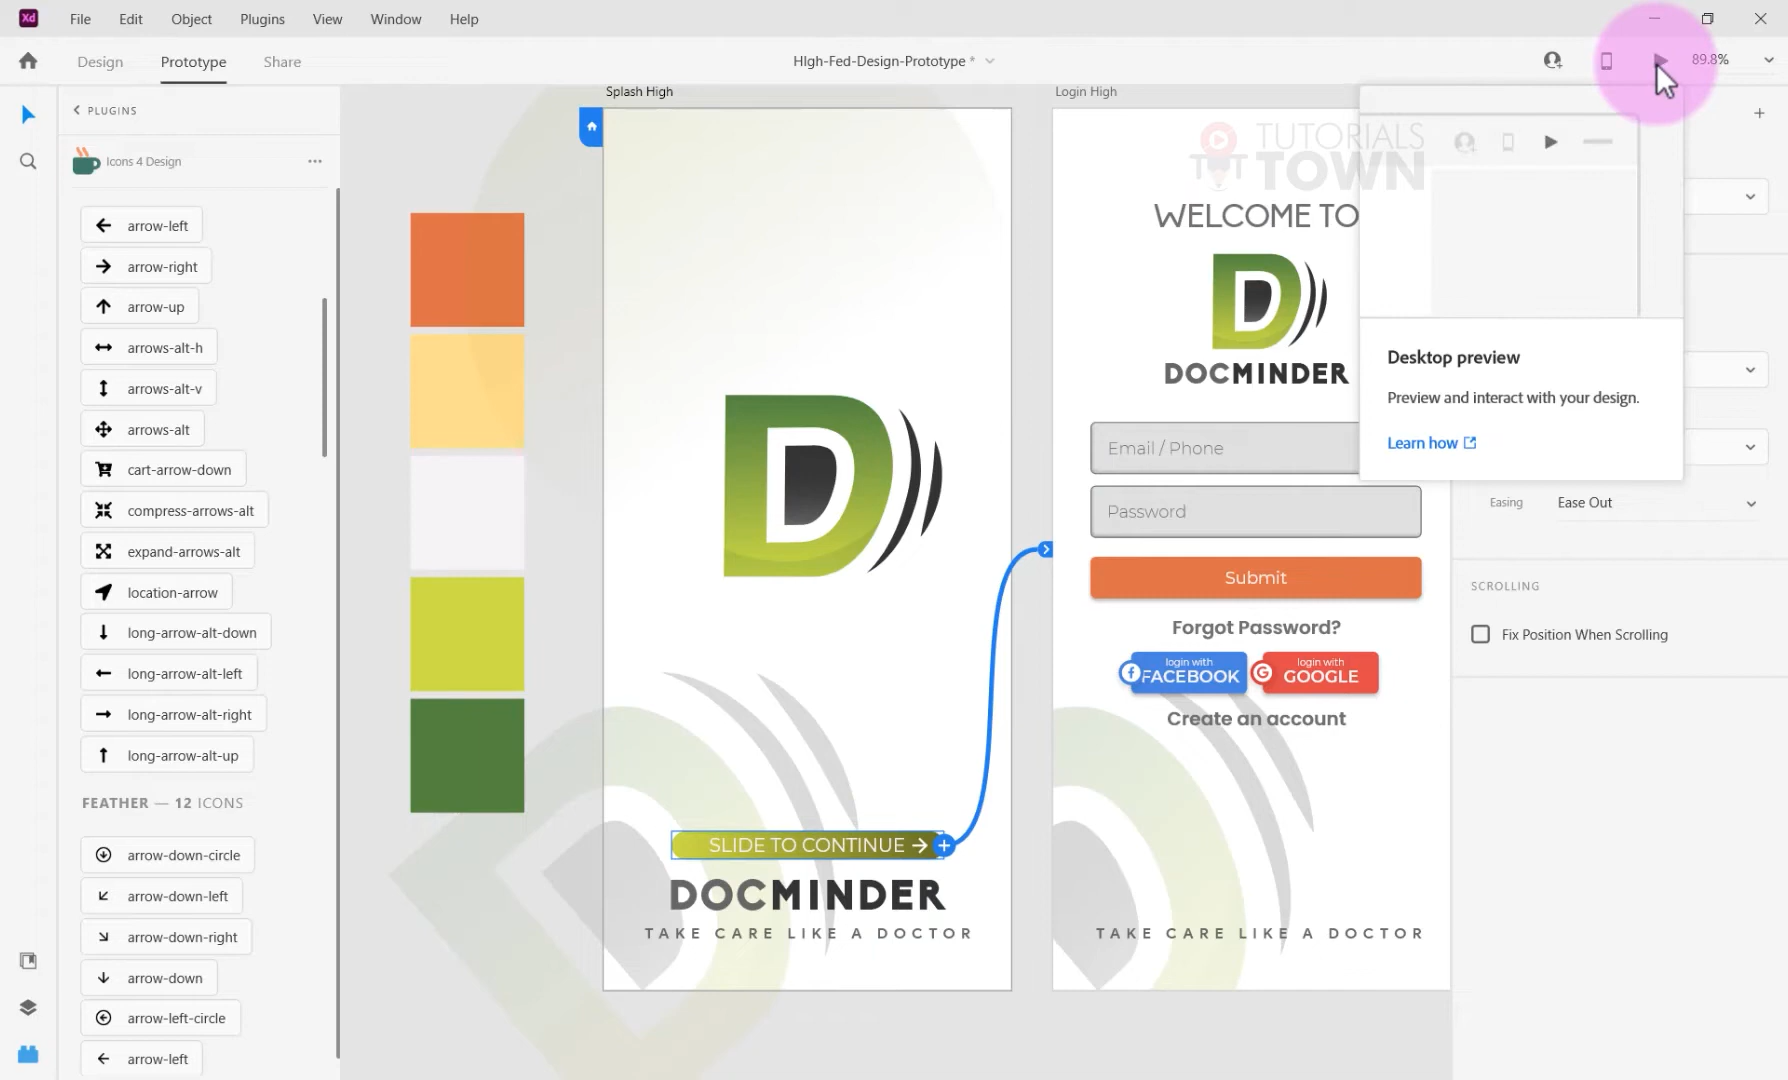 Xd File Edit Object Plugins View Window Help
Design Prototype Share
HIgh-Fed-Design-Prototype *
89.8%
PLUGINS
Icons 4 Design
arrow-left
arrow-right
arrow-up
arrows-alt-h
arrows-alt-v
arrows-alt
cart-arrow-down
compress-arrows-alt
expand-arrows-alt
location-arrow
long-arrow-alt-down
long-arrow-alt-left
long-arrow-alt-right
long-arrow-alt-up
FEATHER — 12 ICONS
arrow-down-circle
arrow-down-left
arrow-down-right
arrow-down
arrow-left-circle
arrow-left
Splash High
SLIDE TO CONTINUE
DOCMINDER
TAKE CARE LIKE A DOCTOR
Login High
TUTORIALS
TOWN
WELCOME TO
DOCMINDER
Email / Phone
Password
Submit
Forgot Password?
login with
FACEBOOK
login with
GOOGLE
Create an account
TAKE CARE LIKE A DOCTOR
Desktop preview
Preview and interact with your design.
Learn how
Easing Ease Out
SCROLLING
Fix Position When Scrolling